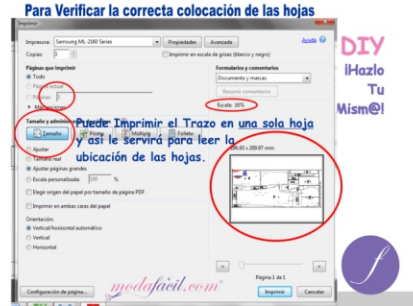 Para Verificar la correcta colocación de las hojas
Imprimir
Impresora: Samsung ML-2160 Series
Propiedades
Avanzada
Ayuda
Copias: 1
Imprimir en escala de grises (blanco y negro)
Páginas que imprimir
Todo
Página actual
Páginas
Más opciones
Formularios y comentarios
Documento y marcas
Resumir comentarios
Escala: 16%
DIY
¡Hazlo
Tu
Mism@!
Puede Imprimir el Trazo en una sola hoja
y así le servirá para leer la
ubicación de las hojas.
Tamaño
Póster
Múltiple
Folleto
Ajustar
Tamaño real
Ajustar páginas grandes
Escala personalizada: 100 %
Elegir origen del papel por tamaño de página PDF
Imprimir en ambas caras del papel
Orientación:
Vertical/horizontal automático
Vertical
Horizontal
Página 1 de 1
Configuración de página...
modafácil.com
Imprimir
Cancelar
f